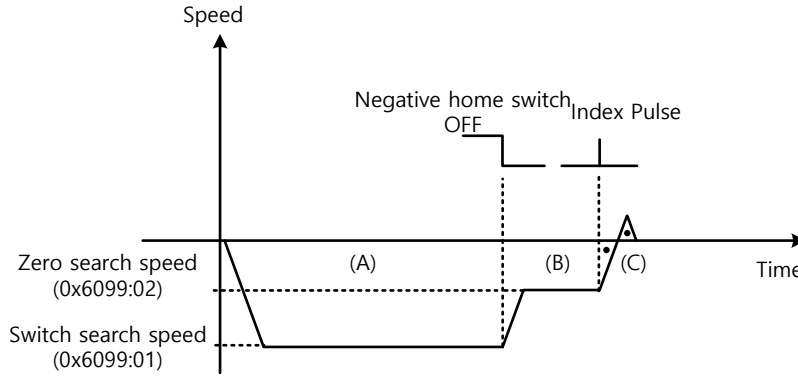 Speed
Negative home switch
OFF
Index Pulse
Zero search speed
(0x6099:02)
(A)
(B)
(C)
Time
Switch search speed
(0x6099:01)